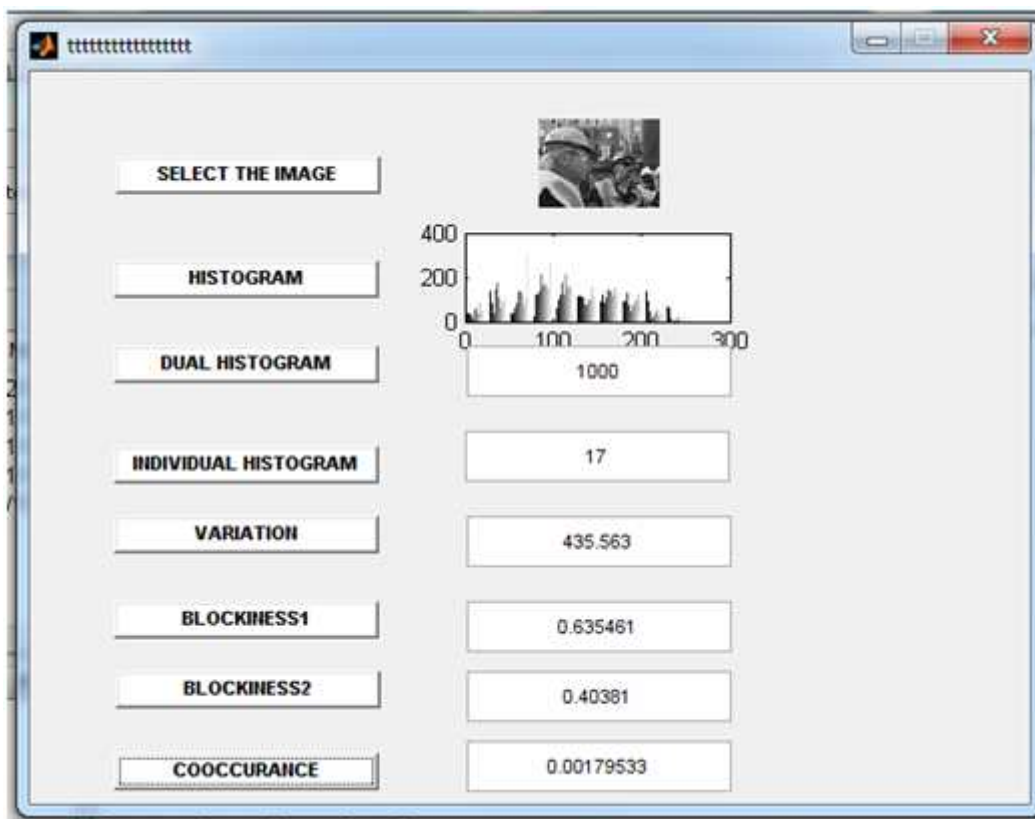 tttttttttttttttttt
SELECT THE IMAGE
400
200
0
0 100 200 300
HISTOGRAM
DUAL HISTOGRAM
1000
INDIVIDUAL HISTOGRAM
17
VARIATION
435.563
BLOCKINESS1
0.635461
BLOCKINESS2
0.40381
COOCCURANCE
0.00179533